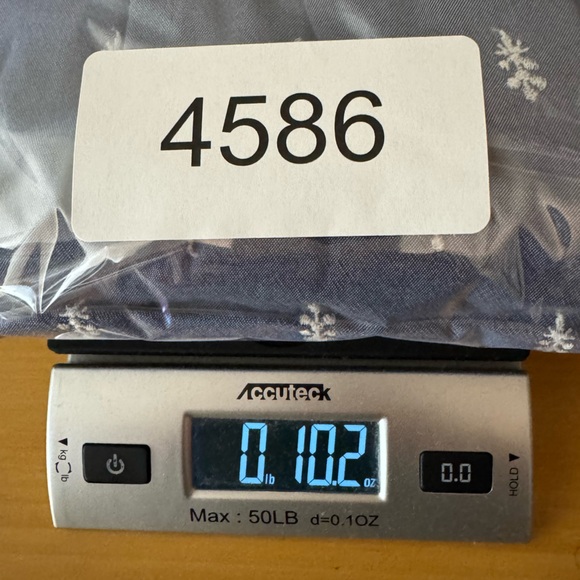 4586
Accuteck
kg lb
0 lb 10.2 oz
0.0
HOLD
Max : 50LB d=0.1OZ